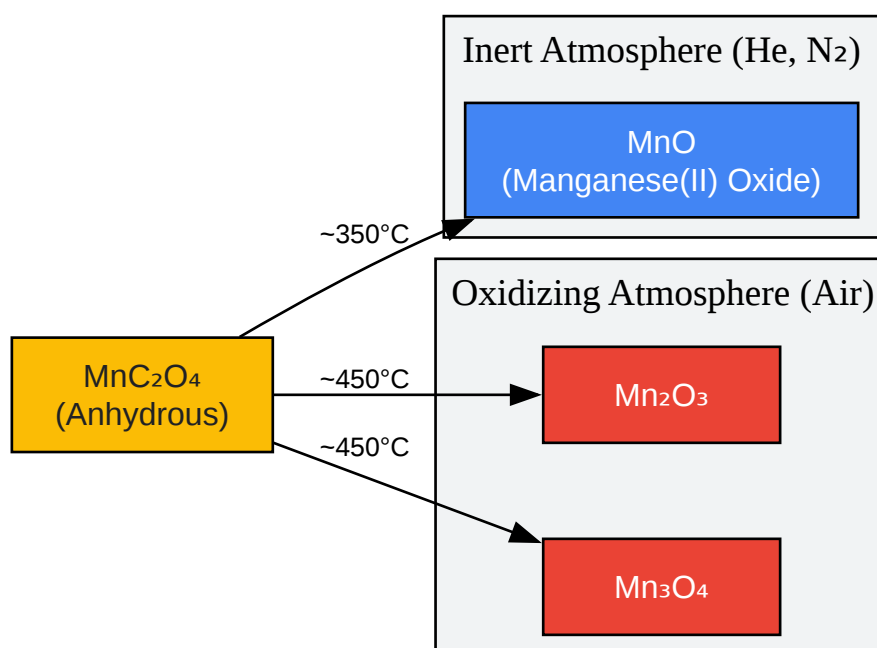 Inert Atmosphere (He, N₂)
MnO
(Manganese(II) Oxide)
~350°C
Oxidizing Atmosphere (Air)
MnC₂O₄
(Anhydrous)
~450°C
Mn₂O₃
~450°C
Mn₃O₄